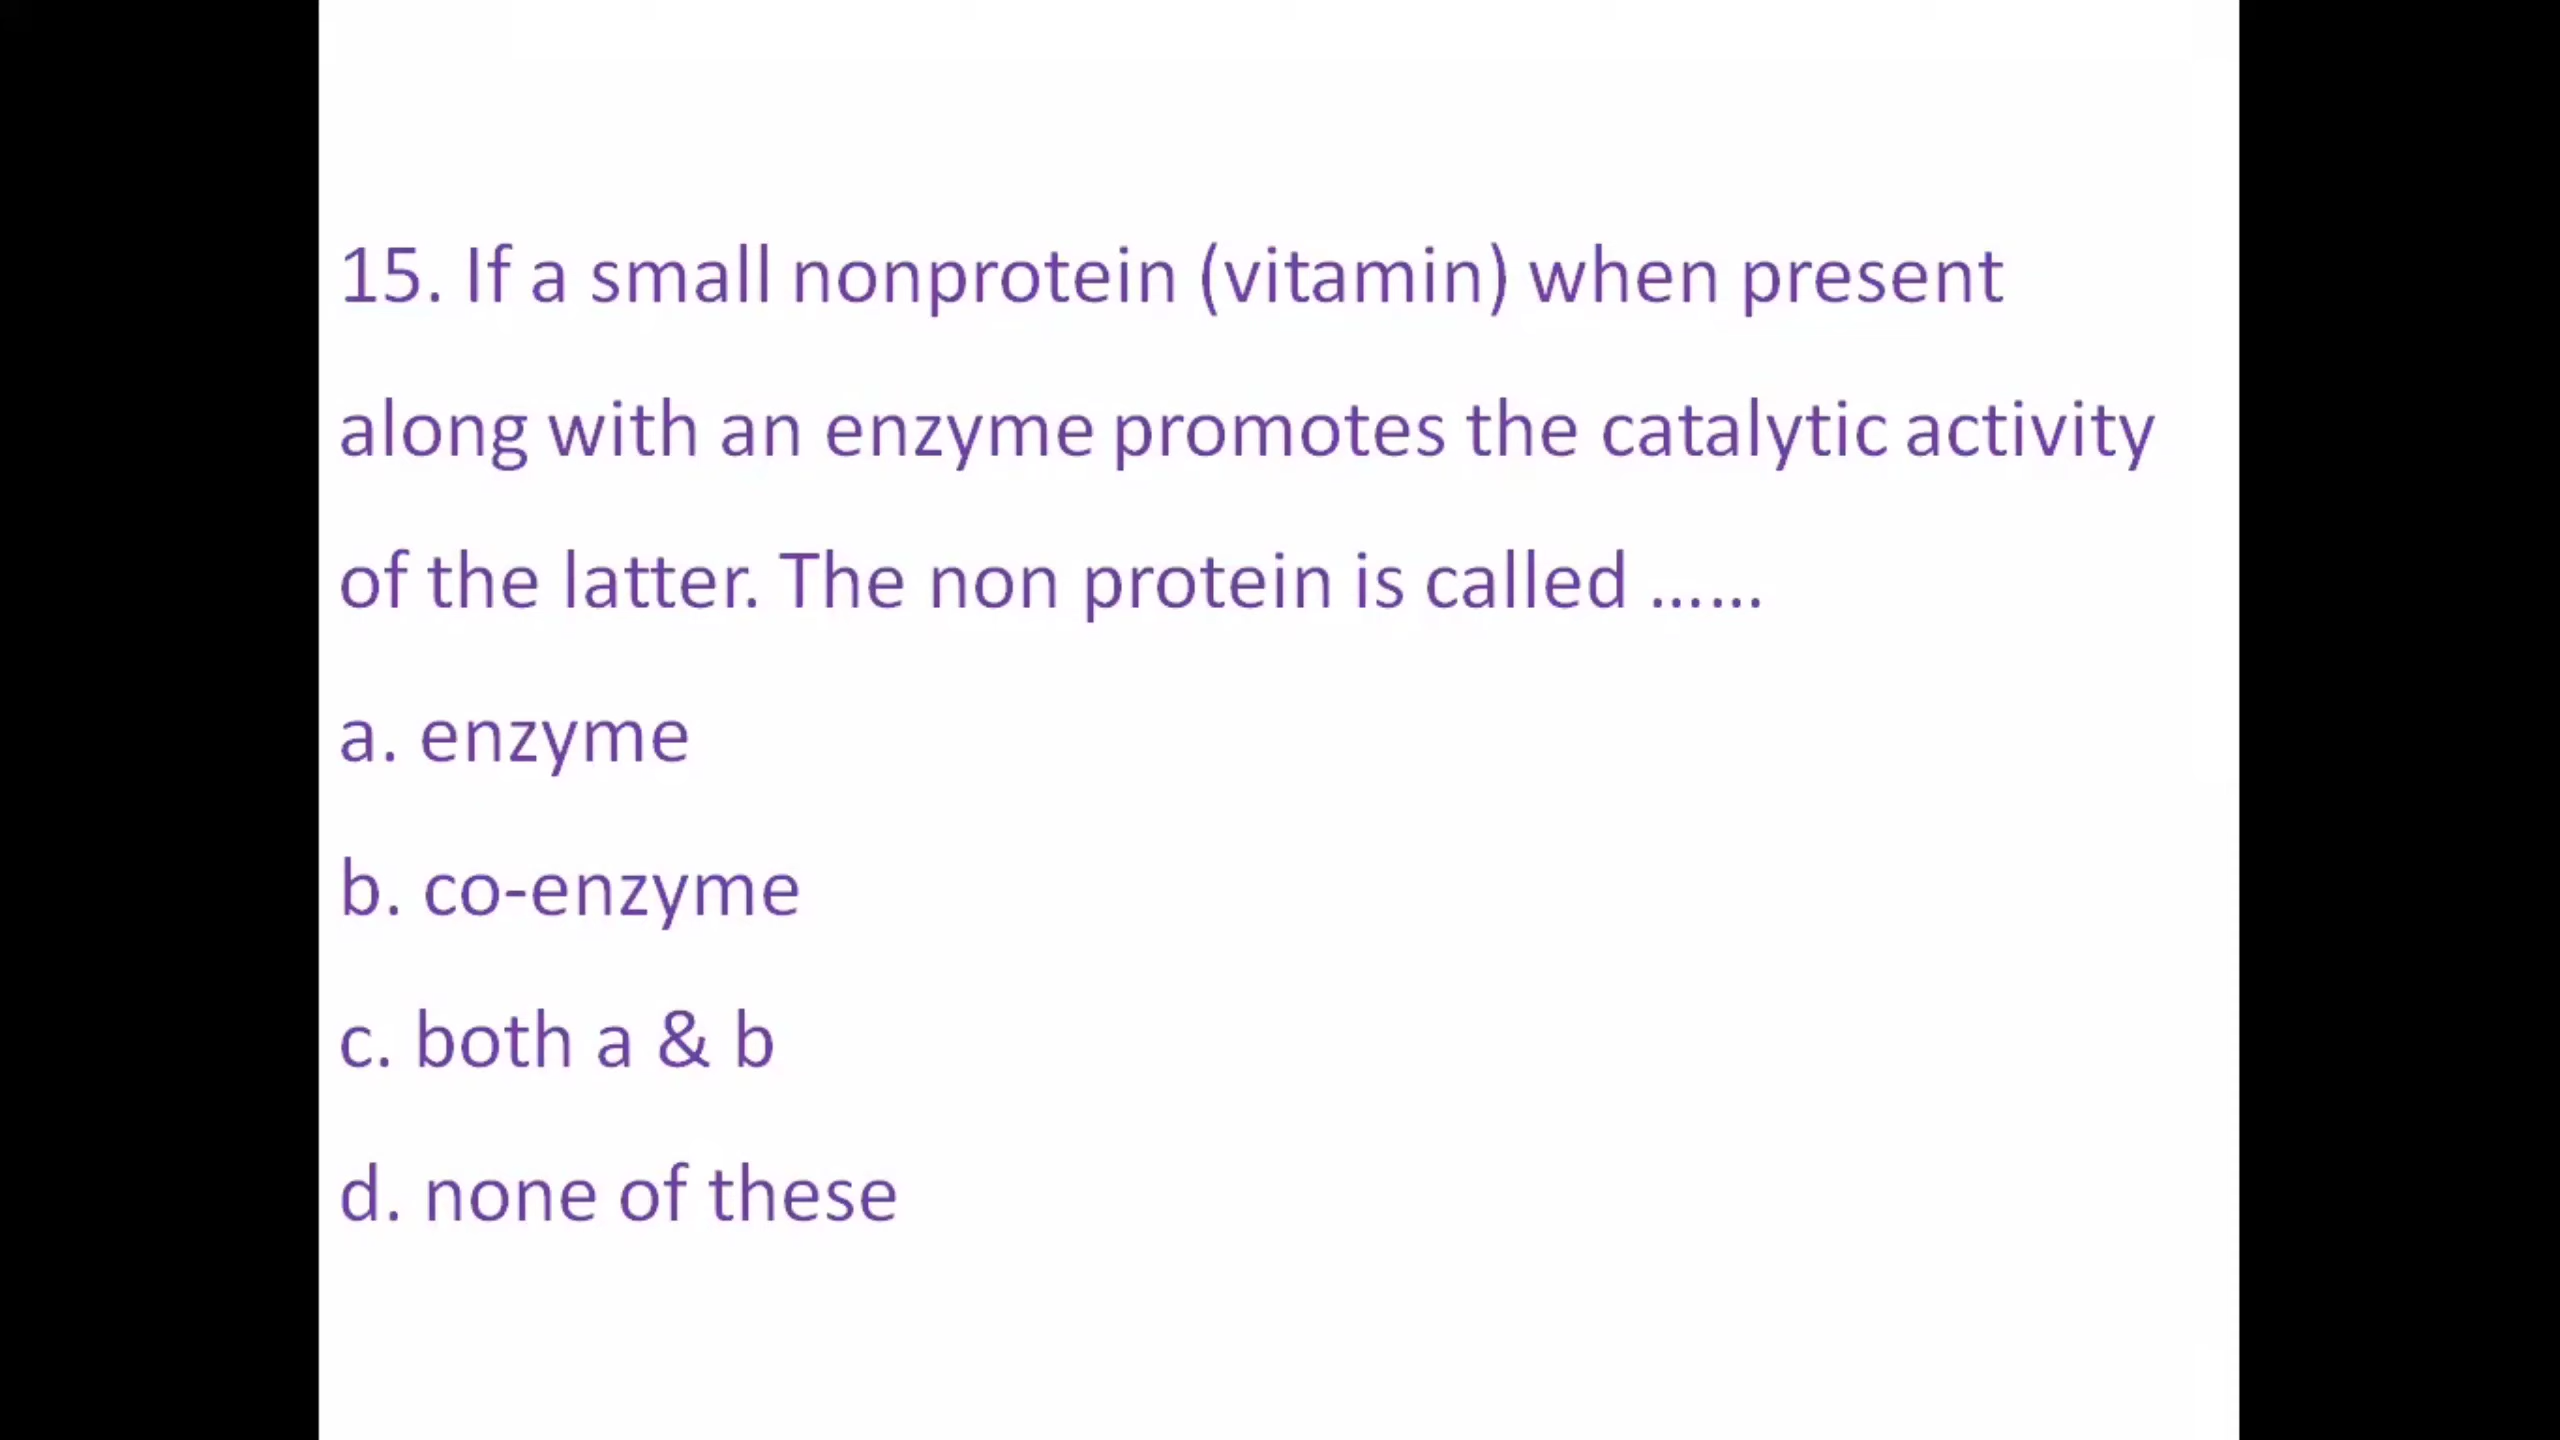 15. If a small nonprotein (vitamin) when present
along with an enzyme promotes the catalytic activity
of the latter. The non protein is called ......
a. enzyme
b. co-enzyme
c. both a & b
d. none of these